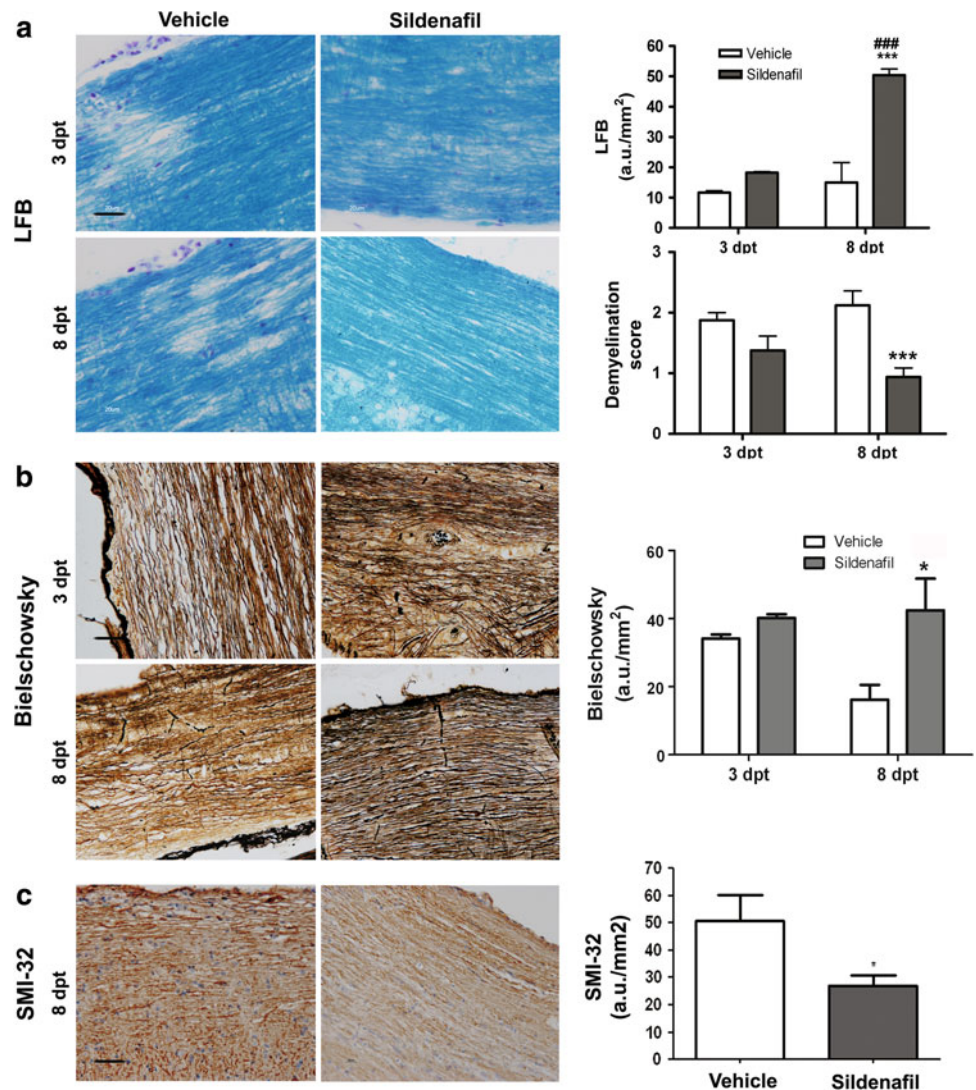 Vehicle Sildenafil
a
LFB
3 dpt
8 dpt
Vehicle
Sildenafil
LFB
(a.u./mm²)
60
50
40
30
20
10
0
###
***
3 dpt 8 dpt
Demyelination
score
3
2
1
0
***
3 dpt 8 dpt
b
Bielschowsky
3 dpt
8 dpt
Vehicle
Sildenafil
Bielschowsky
(a.u./mm²)
60
40
20
0
*
3 dpt 8 dpt
c
SMI-32
8 dpt
SMI-32
(a.u./mm2)
70
60
50
40
30
20
10
0
*
Vehicle Sildenafil